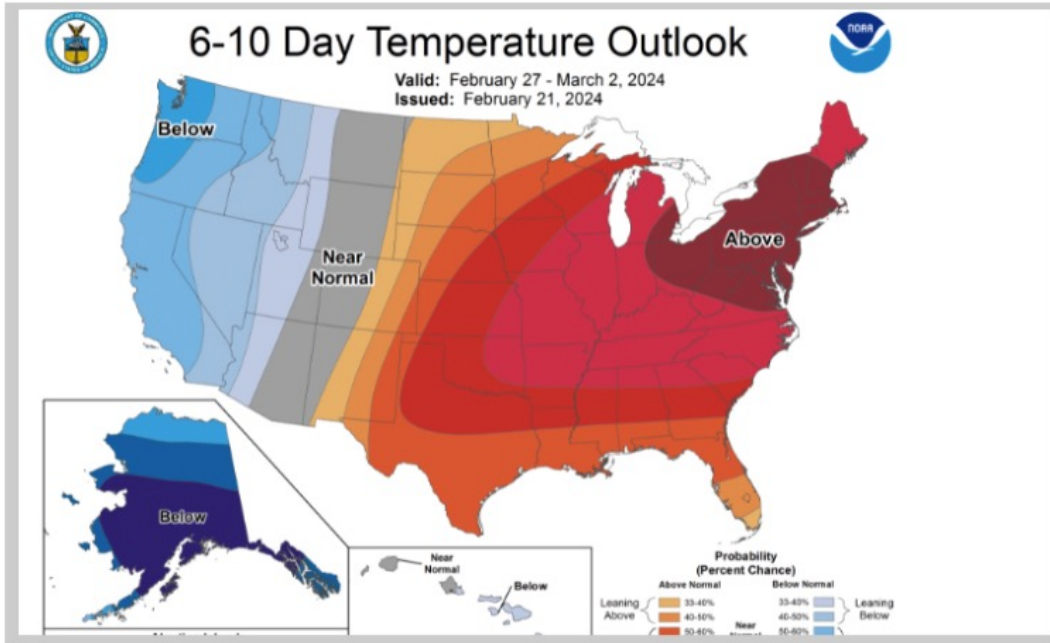 6-10 Day Temperature Outlook
NOAA
Valid: February 27 - March 2, 2024
Issued: February 21, 2024
Below
Near
Normal
Above
Below
Near
Normal
Below
Probability
(Percent Chance)
Above Normal Below Normal
Leaning
Above
33-40%
40-50%
50-60%
Near
33-40%
40-50%
50-60%
Leaning
Below